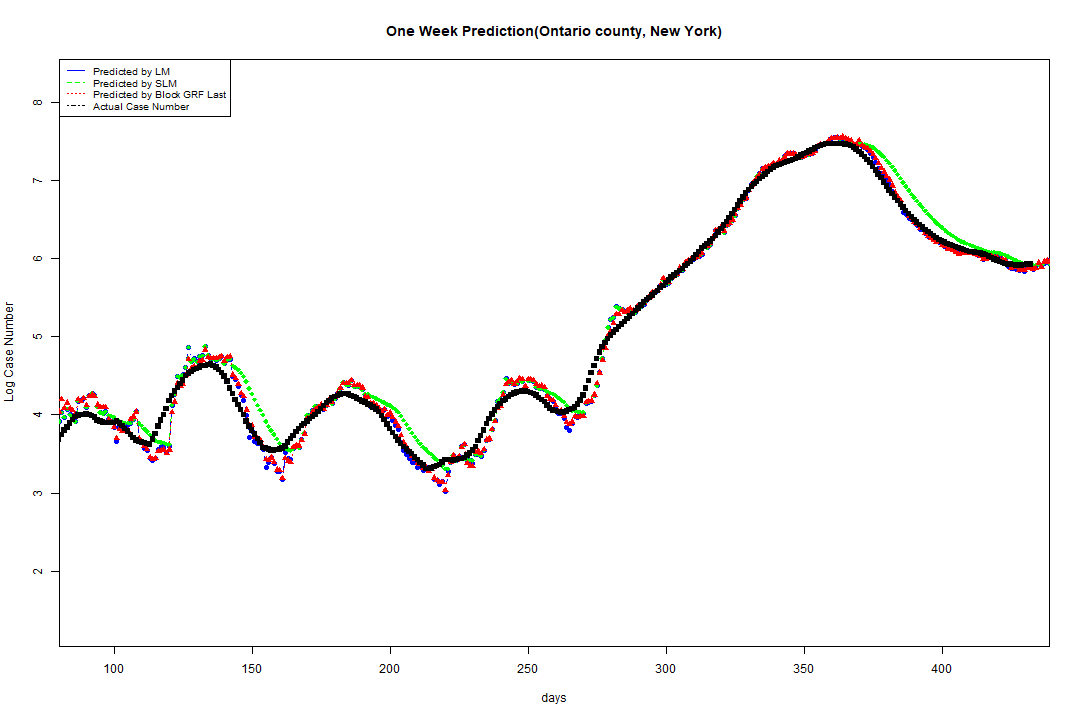 One Week Prediction(Ontario county, New York)
Predicted by LM
Predicted by SLM
Predicted by Block GRF Last
Actual Case Number
8
7
6
5
4
3
2
Log Case Number
100 150 200 250 300 350 400
days